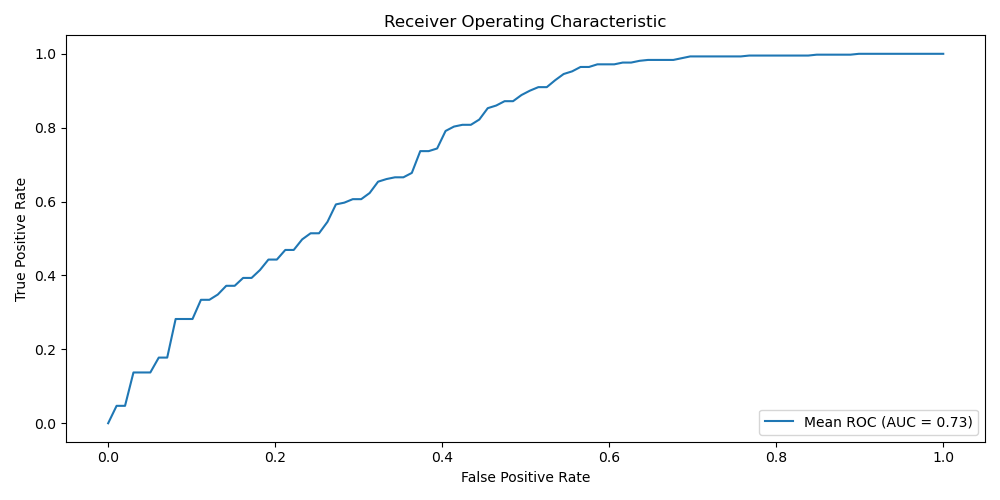 Receiver Operating Characteristic
True Positive Rate
1.0
0.8
0.6
0.4
0.2
0.0
Mean ROC (AUC = 0.73)
0.0 0.2 0.4 0.6 0.8 1.0
False Positive Rate